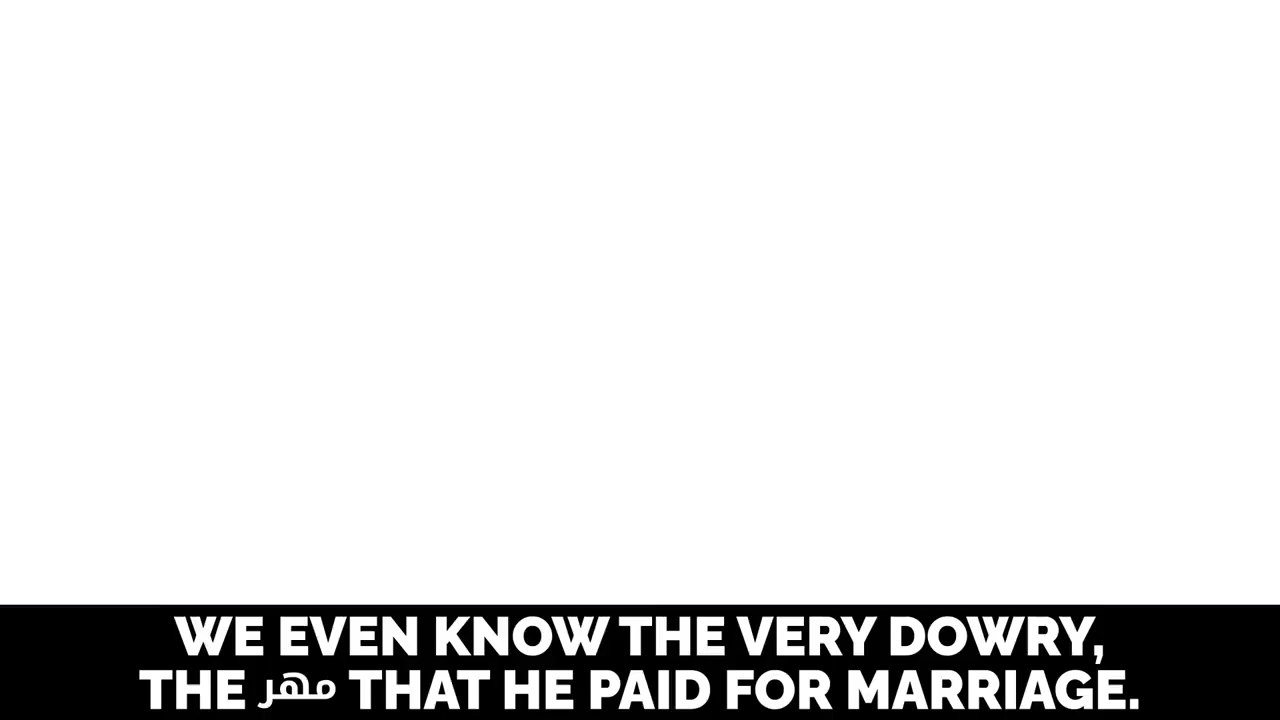 WE EVEN KNOW THE VERY DOWRY,
THE مهر THAT HE PAID FOR MARRIAGE.